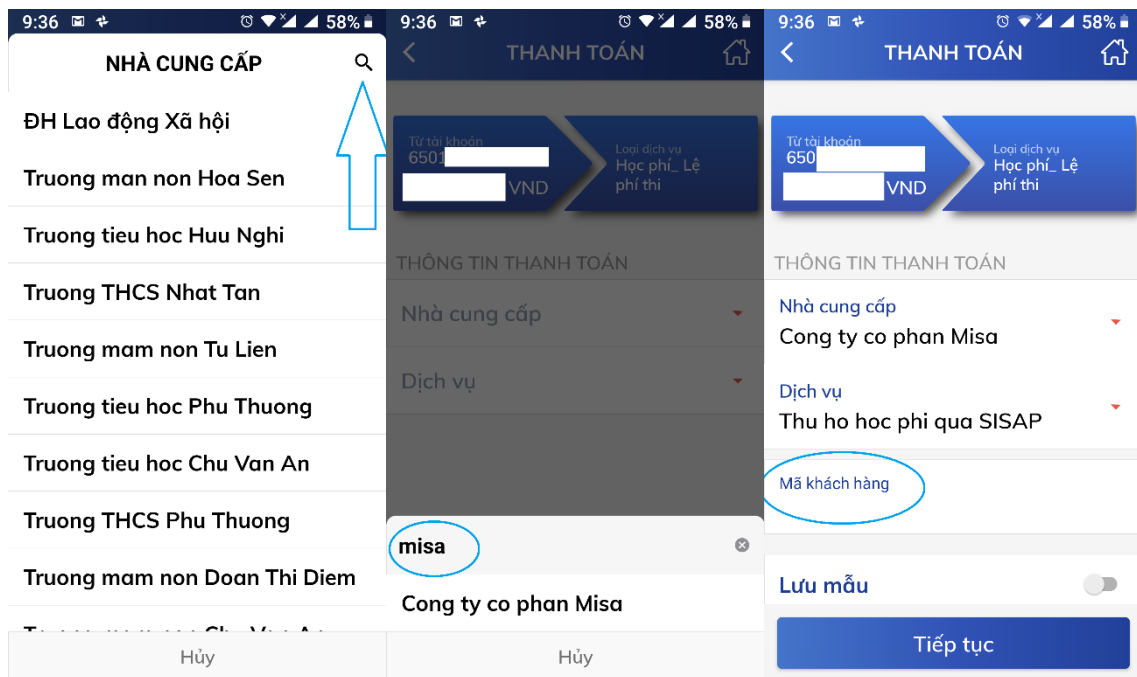 9:36
58%
NHÀ CUNG CẤP
ĐH Lao động Xã hội
Truong man non Hoa Sen
Truong tieu hoc Huu Nghi
Truong THCS Nhat Tan
Truong mam non Tu Lien
Truong tieu hoc Phu Thuong
Truong tieu hoc Chu Van An
Truong THCS Phu Thuong
Truong mam non Doan Thi Diem
Hủy
9:36
58%
THANH TOÁN
Từ tài khoản
6501
VND
Loại dịch vụ
Học phí_ Lệ
phí thi
THÔNG TIN THANH TOÁN
Nhà cung cấp
Dịch vụ
misa
Cong ty co phan Misa
Hủy
9:36
58%
THANH TOÁN
Từ tài khoản
650
VND
Loại dịch vụ
Học phí_ Lệ
phí thi
THÔNG TIN THANH TOÁN
Nhà cung cấp
Cong ty co phan Misa
Dịch vụ
Thu ho hoc phi qua SISAP
Mã khách hàng
Lưu mẫu
Tiếp tục